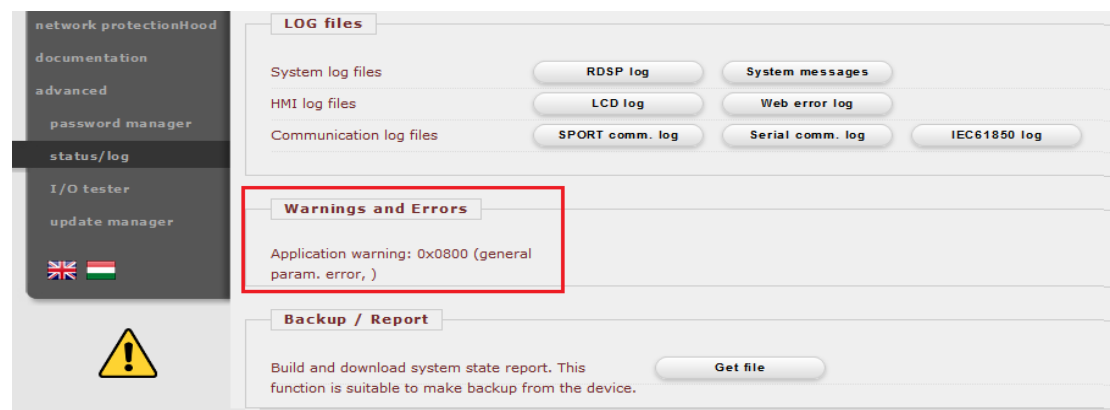 network protectionHood
documentation
advanced
password manager
status/log
I/O tester
update manager
LOG files
System log files RDSP log System messages
HMI log files LCD log Web error log
Communication log files SPORT comm. log Serial comm. log IEC61850 log
Warnings and Errors
Application warning: 0x0800 (general
param. error, )
Backup / Report
Build and download system state report. This Get file
function is suitable to make backup from the device.